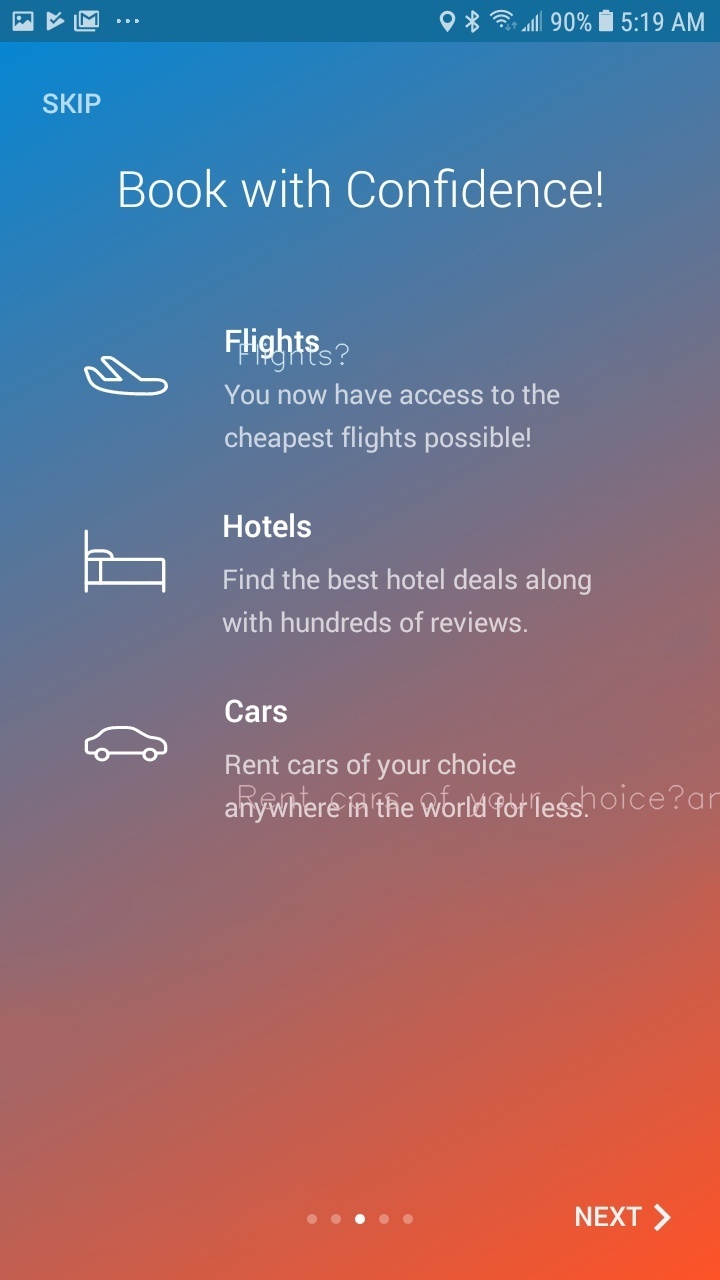 90% 5:19 AM
SKIP
Book with Confidence!
Flights
Flights?
You now have access to the
cheapest flights possible!
Hotels
Find the best hotel deals along
with hundreds of reviews.
Cars
Rent cars of your choice
Rent cars of your choice?ar
anywhere in the world for less.
NEXT